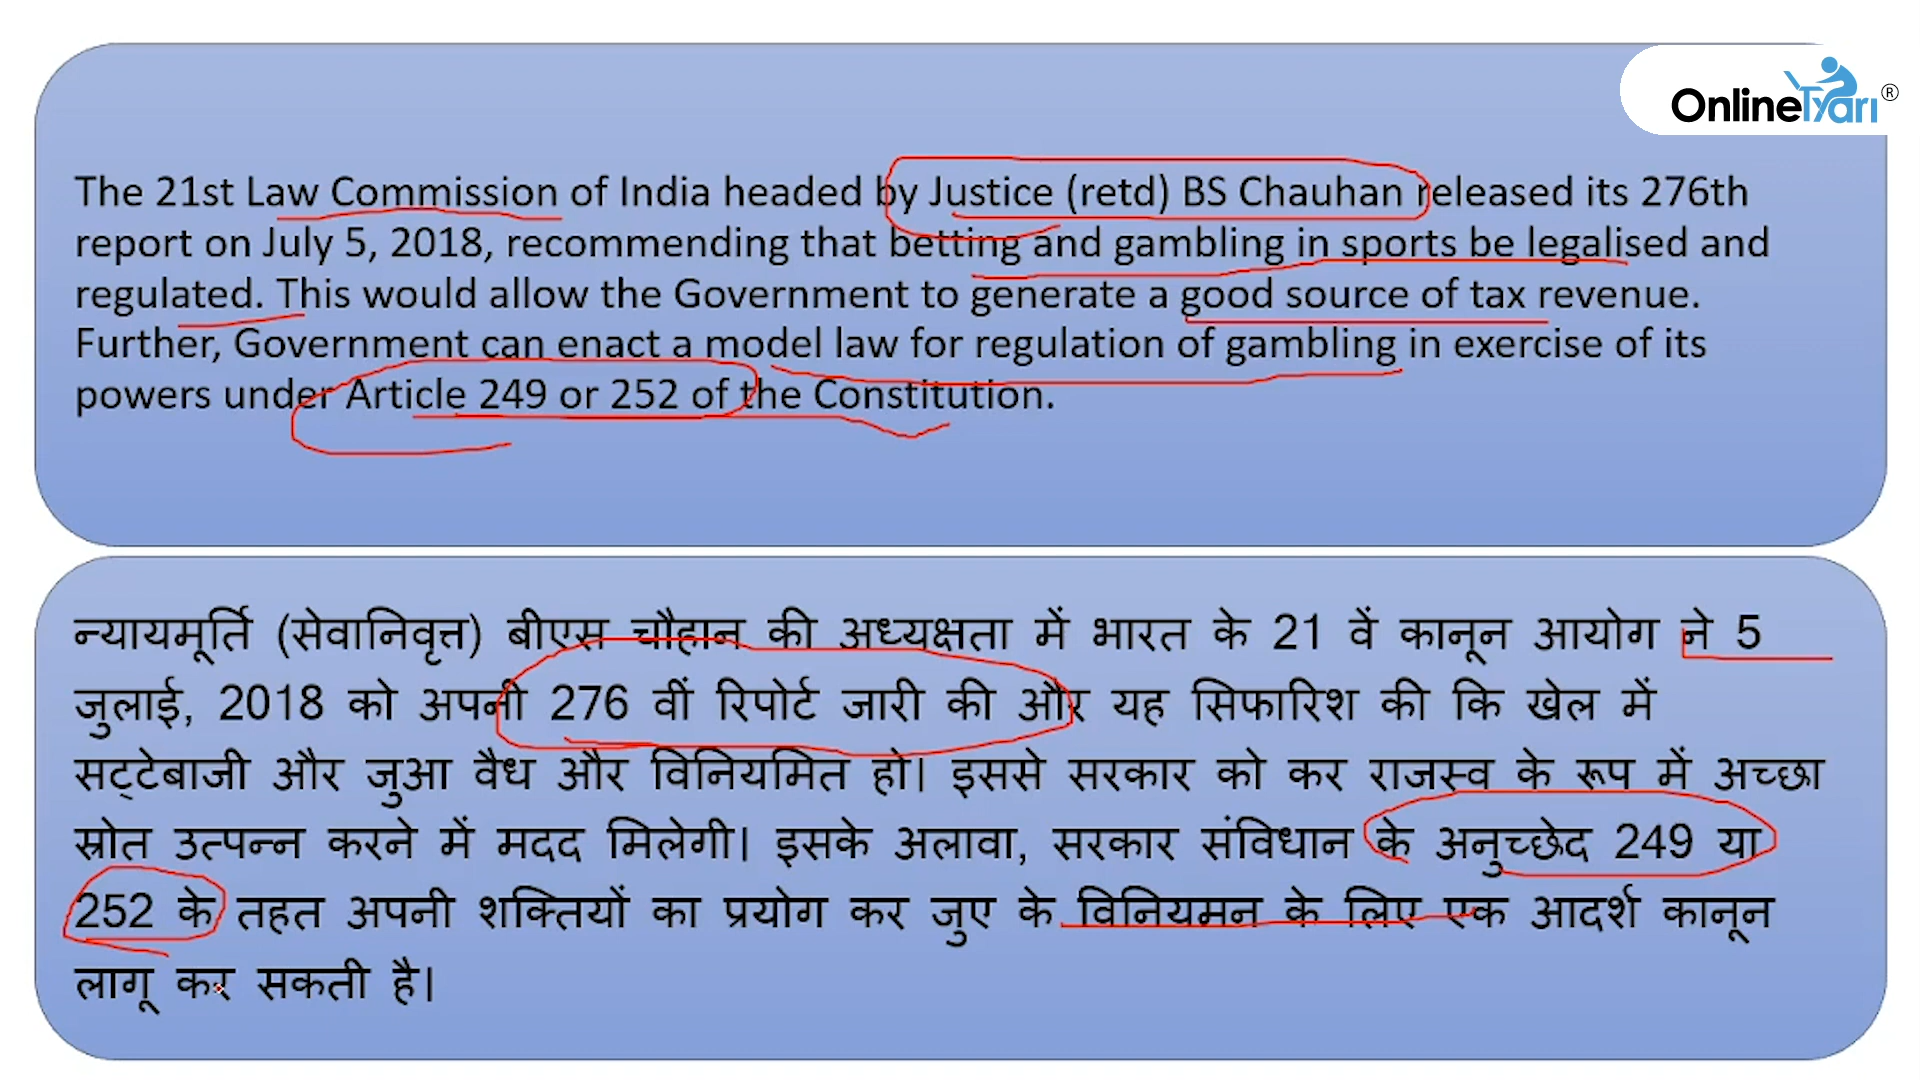 OnlineTyari®
The 21st Law Commission of India headed by Justice (retd) BS Chauhan released its 276th
report on July 5, 2018, recommending that betting and gambling in sports be legalised and
regulated. This would allow the Government to generate a good source of tax revenue.
Further, Government can enact a model law for regulation of gambling in exercise of its
powers under Article 249 or 252 of the Constitution.
न्यायमूर्ति (सेवानिवृत्त) बीएस चौहान की अध्यक्षता में भारत के 21 वें कानून आयोग ने 5
जुलाई, 2018 को अपनी 276 वीं रिपोर्ट जारी की और यह सिफारिश की कि खेल में
सट्टेबाजी और जुआ वैध और विनियमित हो। इससे सरकार को कर राजस्व के रूप में अच्छा
स्रोत उत्पन्न करने में मदद मिलेगी। इसके अलावा, सरकार संविधान के अनुच्छेद 249 या
252 के तहत अपनी शक्तियों का प्रयोग कर जुए के विनियमन के लिए एक आदर्श कानून
लागू कर सकती है।